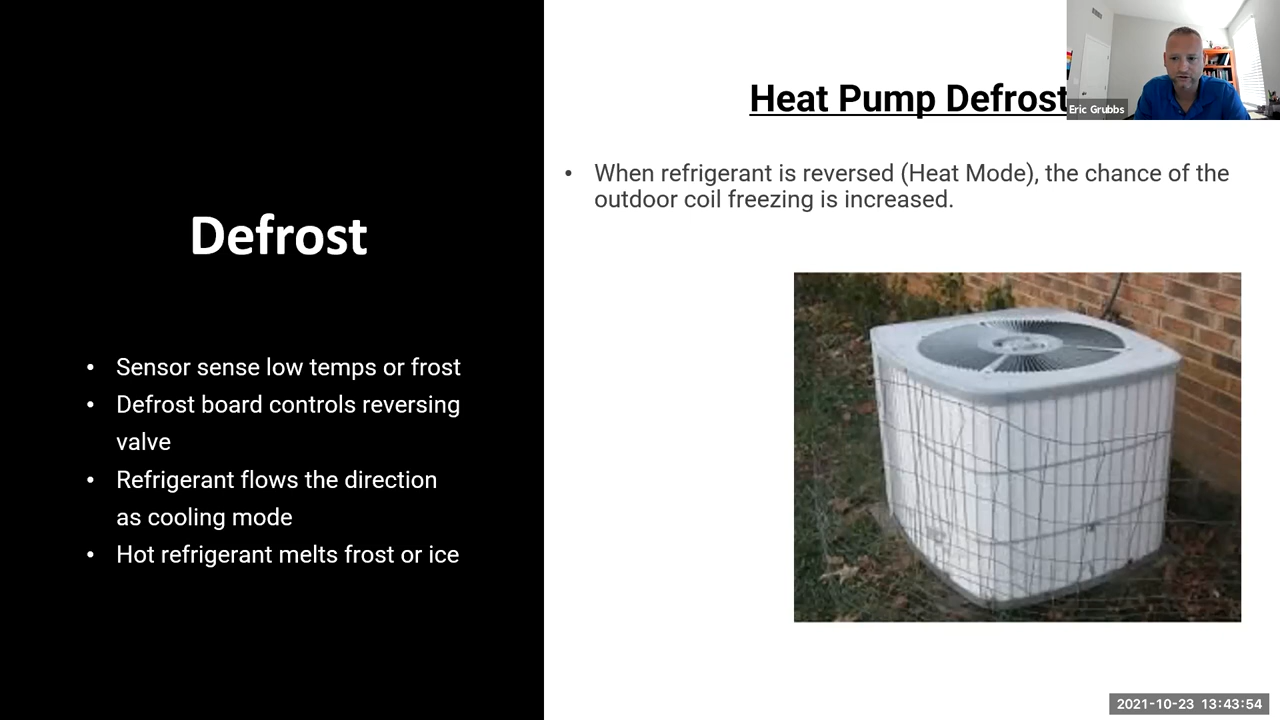 Defrost
• Sensor sense low temps or frost
• Defrost board controls reversing
valve
• Refrigerant flows the direction
as cooling mode
• Hot refrigerant melts frost or ice
Heat Pump Defrost
• When refrigerant is reversed (Heat Mode), the chance of the
outdoor coil freezing is increased.
Eric Grubbs
2021-10-23 13:43:54